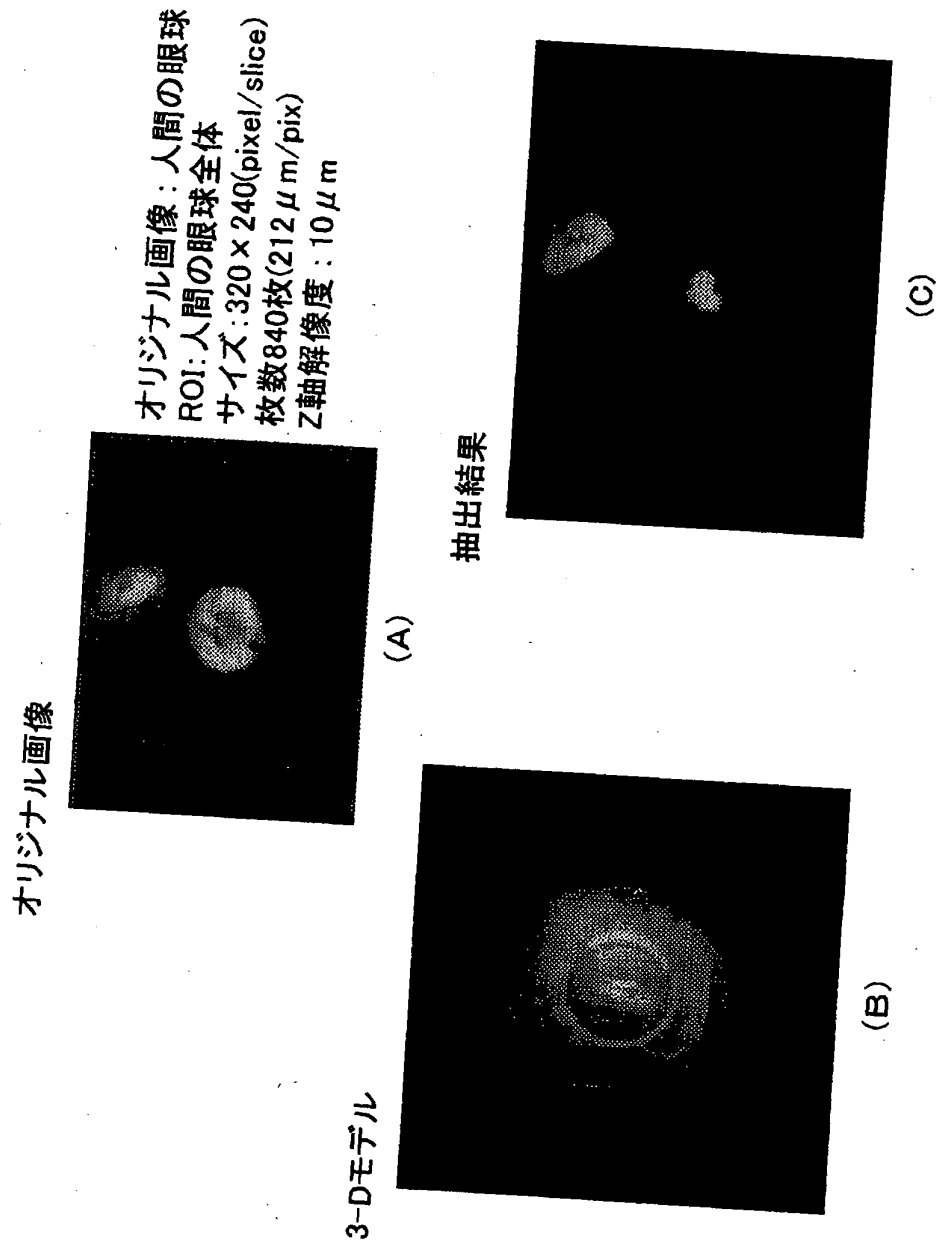 オリジナル画像
オリジナル画像：人間の眼球
ROI：人間の眼球全体
サイズ：320×240(pixel/slice)
枚数840枚(212μm/pix)
Z軸解像度：10μm
(A)
3-Dモデル
(B)
抽出結果
(C)